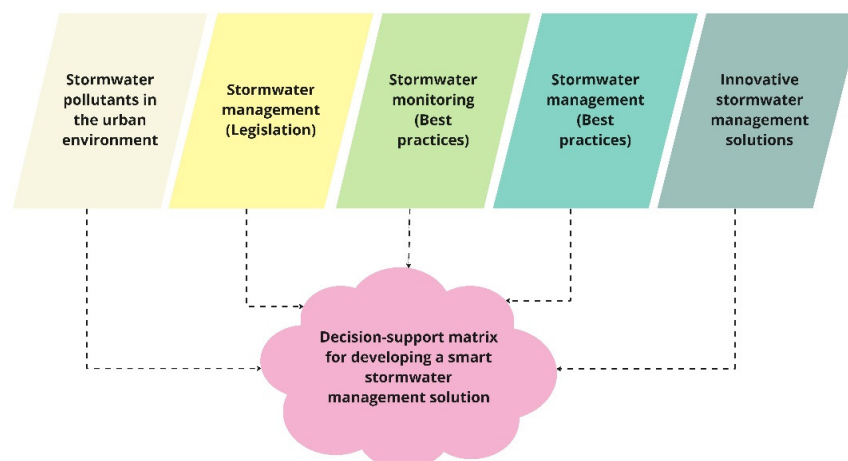 Stormwater
pollutants in
the urban
environment
Stormwater
management
(Legislation)
Stormwater
monitoring
(Best
practices)
Stormwater
management
(Best
practices)
Innovative
stormwater
management
solutions
Decision-support matrix
for developing a smart
stormwater
management solution